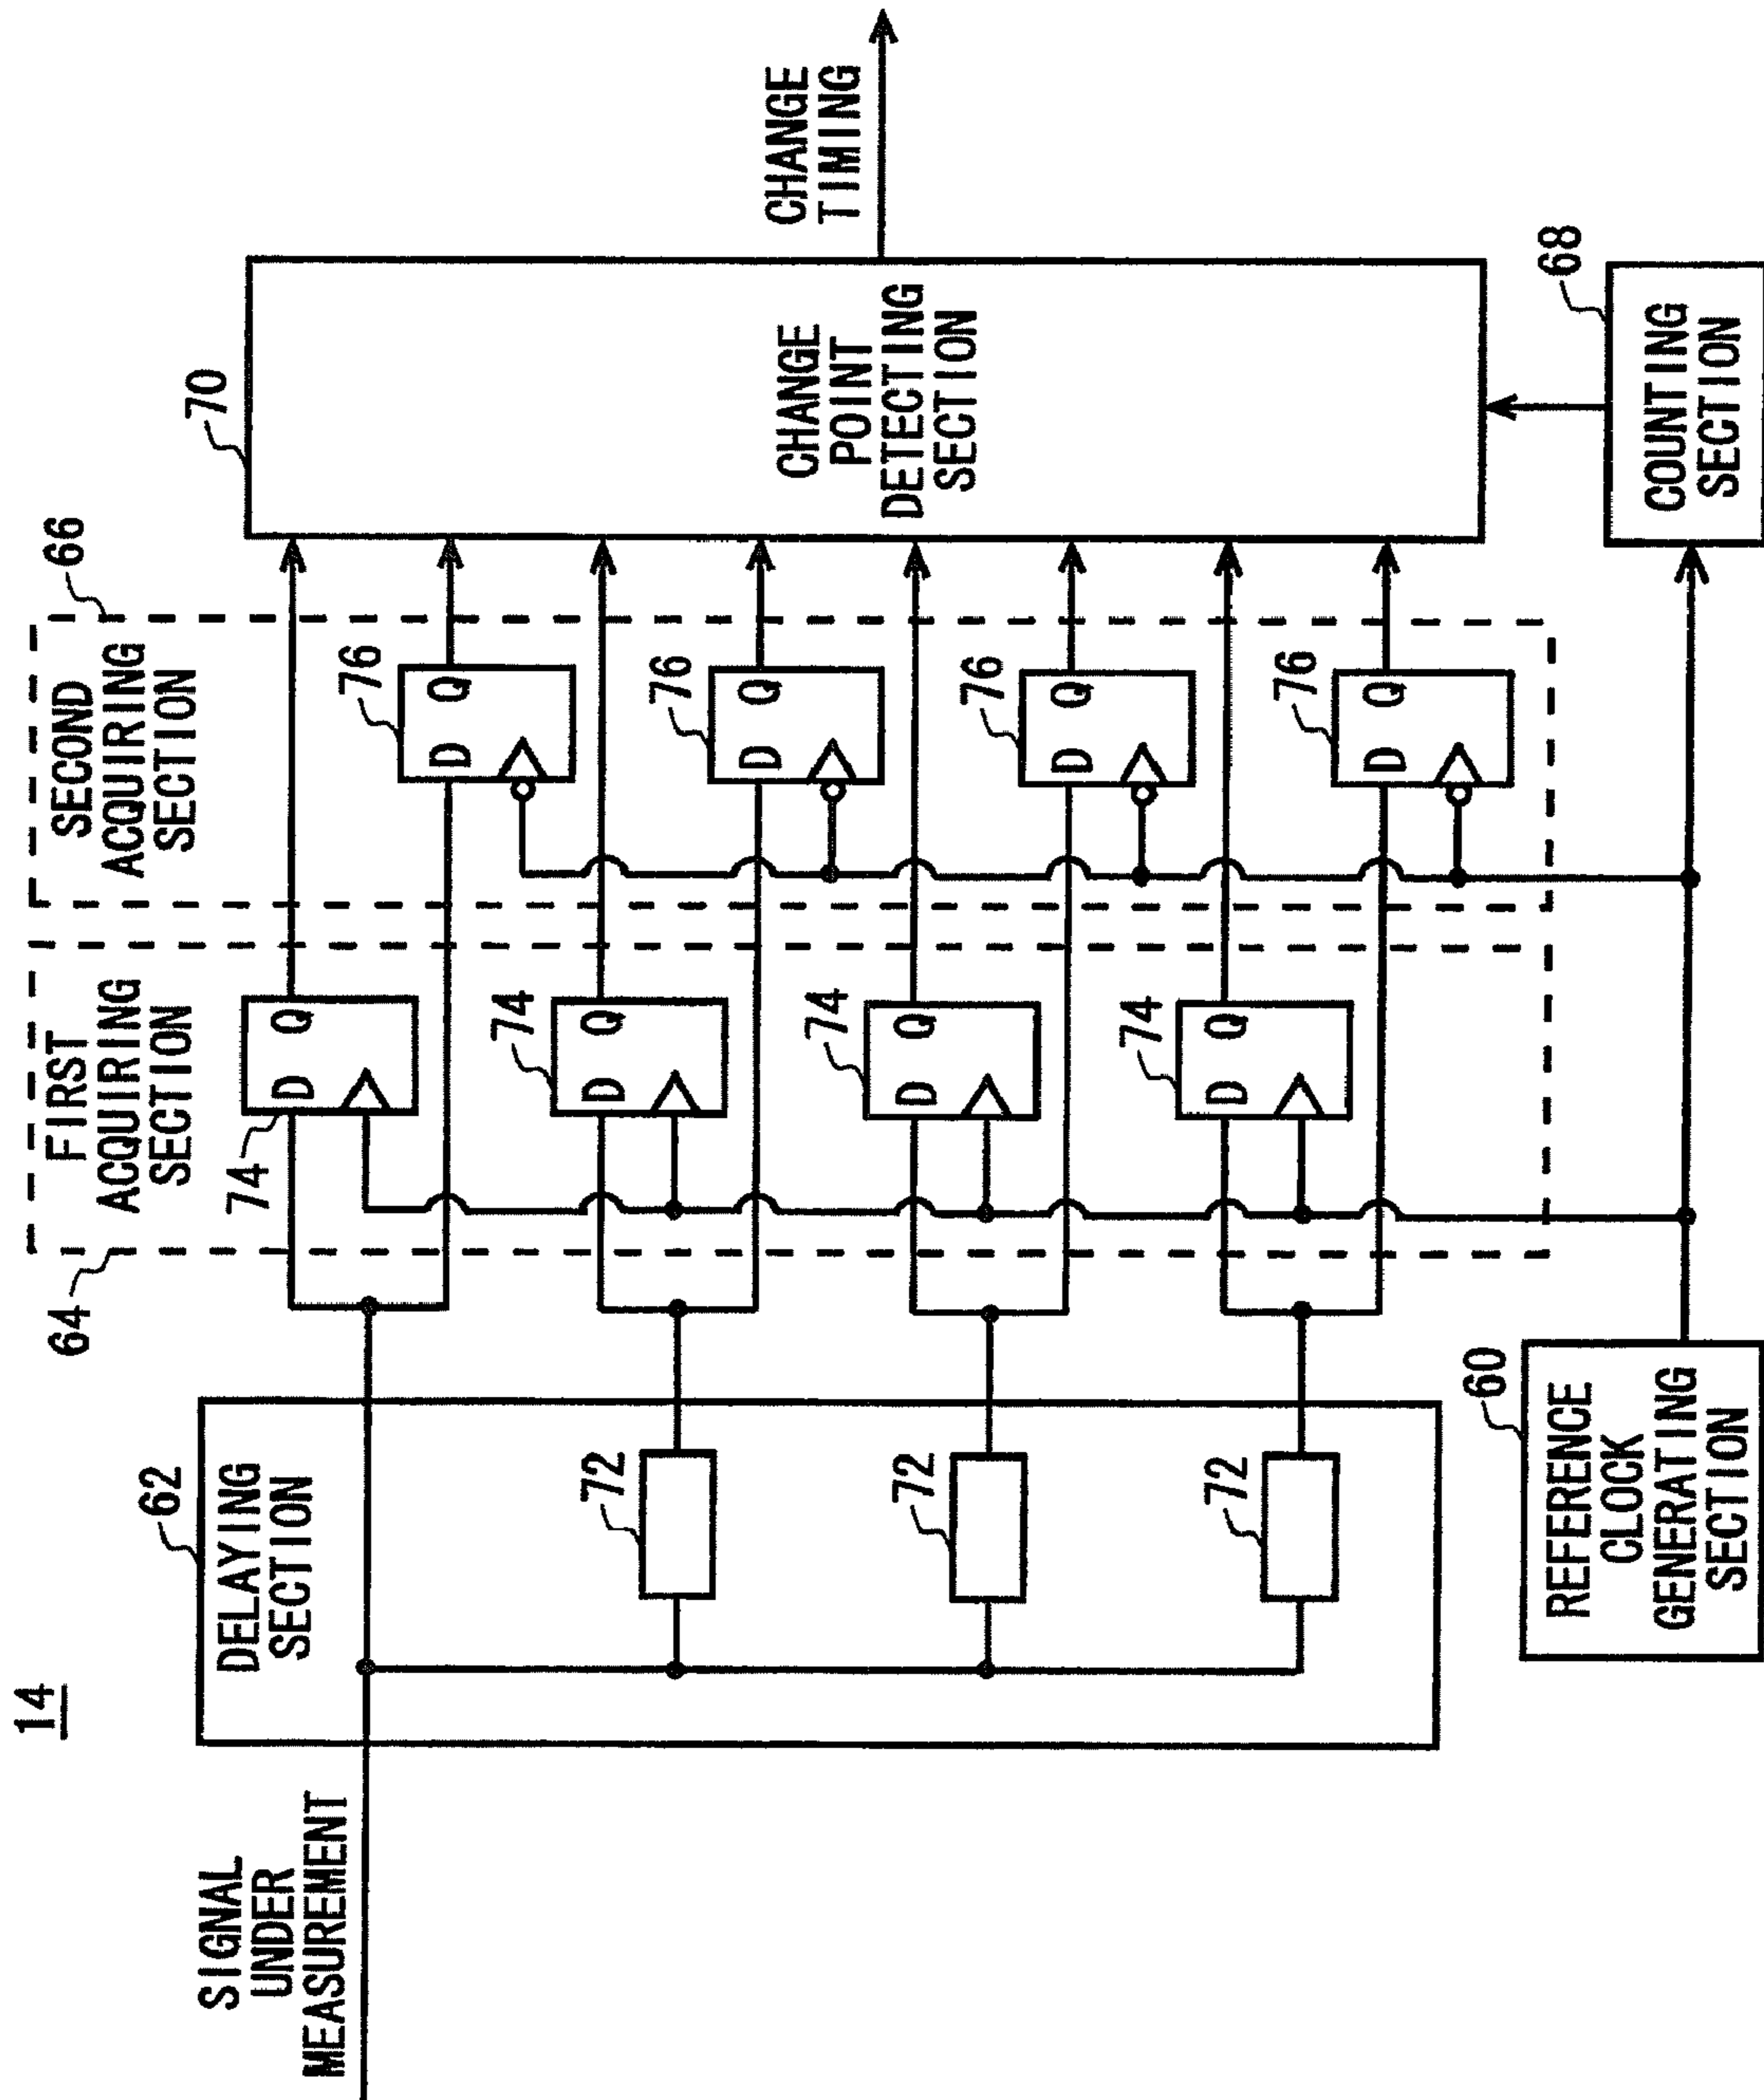 14
SIGNAL
UNDER
MEASUREMENT
62
DELAYING
SECTION
72
72
72
60
REFERENCE
CLOCK
GENERATING
SECTION
64
FIRST
ACQUIRING
SECTION
74
D Q
74
D Q
74
D Q
74
D Q
66
SECOND
ACQUIRING
SECTION
76
D Q
76
D Q
76
D Q
76
D Q
70
CHANGE
POINT
DETECTING
SECTION
68
COUNTING
SECTION
CHANGE
TIMING